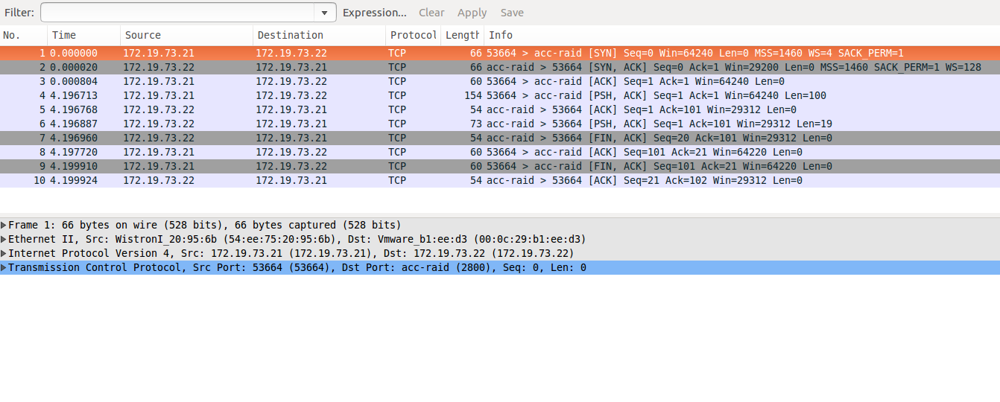 Filter: Expression... Clear Apply Save
No. Time Source Destination Protocol Length Info
1 0.000000 172.19.73.21 172.19.73.22 TCP 66 53664 > acc-raid [SYN] Seq=0 Win=64240 Len=0 MSS=1460 WS=4 SACK_PERM=1
2 0.000020 172.19.73.22 172.19.73.21 TCP 66 acc-raid > 53664 [SYN, ACK] Seq=0 Ack=1 Win=29200 Len=0 MSS=1460 SACK_PERM=1 WS=128
3 0.000804 172.19.73.21 172.19.73.22 TCP 60 53664 > acc-raid [ACK] Seq=1 Ack=1 Win=64240 Len=0
4 4.196713 172.19.73.21 172.19.73.22 TCP 154 53664 > acc-raid [PSH, ACK] Seq=1 Ack=1 Win=64240 Len=100
5 4.196768 172.19.73.22 172.19.73.21 TCP 54 acc-raid > 53664 [ACK] Seq=1 Ack=101 Win=29312 Len=0
6 4.196887 172.19.73.22 172.19.73.21 TCP 73 acc-raid > 53664 [PSH, ACK] Seq=1 Ack=101 Win=29312 Len=19
7 4.196960 172.19.73.22 172.19.73.21 TCP 54 acc-raid > 53664 [FIN, ACK] Seq=20 Ack=101 Win=29312 Len=0
8 4.197720 172.19.73.21 172.19.73.22 TCP 60 53664 > acc-raid [ACK] Seq=101 Ack=21 Win=64220 Len=0
9 4.199910 172.19.73.21 172.19.73.22 TCP 60 53664 > acc-raid [FIN, ACK] Seq=101 Ack=21 Win=64220 Len=0
10 4.199924 172.19.73.22 172.19.73.21 TCP 54 acc-raid > 53664 [ACK] Seq=21 Ack=102 Win=29312 Len=0
Frame 1: 66 bytes on wire (528 bits), 66 bytes captured (528 bits)
Ethernet II, Src: WistronI_20:95:6b (54:ee:75:20:95:6b), Dst: Vmware_b1:ee:d3 (00:0c:29:b1:ee:d3)
Internet Protocol Version 4, Src: 172.19.73.21 (172.19.73.21), Dst: 172.19.73.22 (172.19.73.22)
Transmission Control Protocol, Src Port: 53664 (53664), Dst Port: acc-raid (2800), Seq: 0, Len: 0